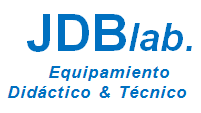 JDBlab.
Equipamiento
Didáctico & Técnico